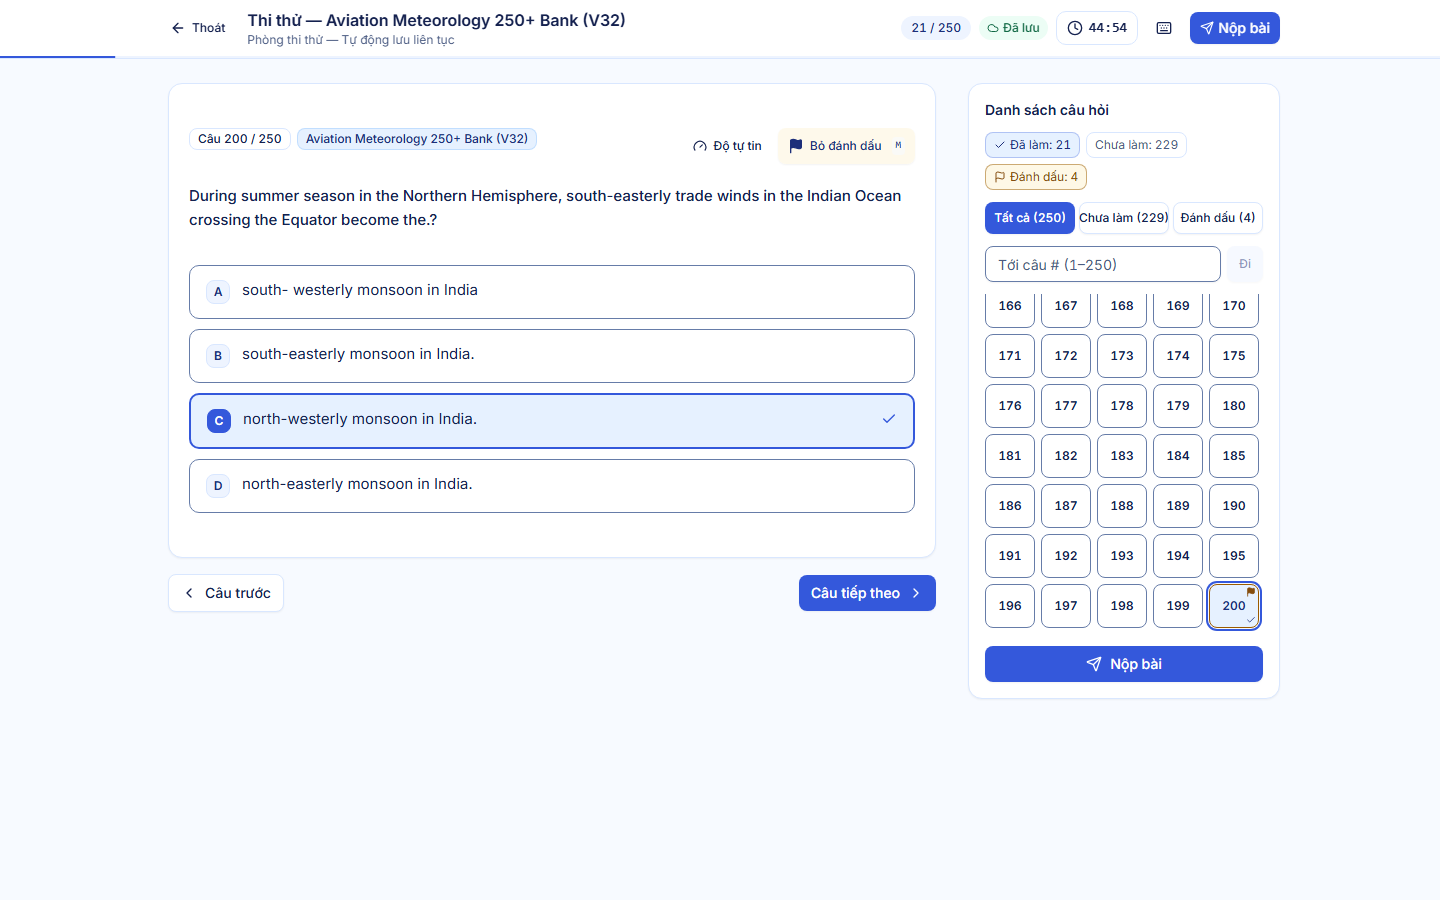 Thoát
Thi thử — Aviation Meteorology 250+ Bank (V32)
Phòng thi thử — Tự động lưu liên tục
21 / 250
Đã lưu
44:54
Nộp bài
Câu 200 / 250
Aviation Meteorology 250+ Bank (V32)
Độ tự tin
Bỏ đánh dấu M
During summer season in the Northern Hemisphere, south-easterly trade winds in the Indian Ocean
crossing the Equator become the.?
A south- westerly monsoon in India
B south-easterly monsoon in India.
C north-westerly monsoon in India.
D north-easterly monsoon in India.
Câu trước
Câu tiếp theo
Danh sách câu hỏi
Đã làm: 21
Chưa làm: 229
Đánh dấu: 4
Tất cả (250)
Chưa làm (229)
Đánh dấu (4)
Tới câu # (1–250)
Đi
166 167 168 169 170
171 172 173 174 175
176 177 178 179 180
181 182 183 184 185
186 187 188 189 190
191 192 193 194 195
196 197 198 199 200
Nộp bài